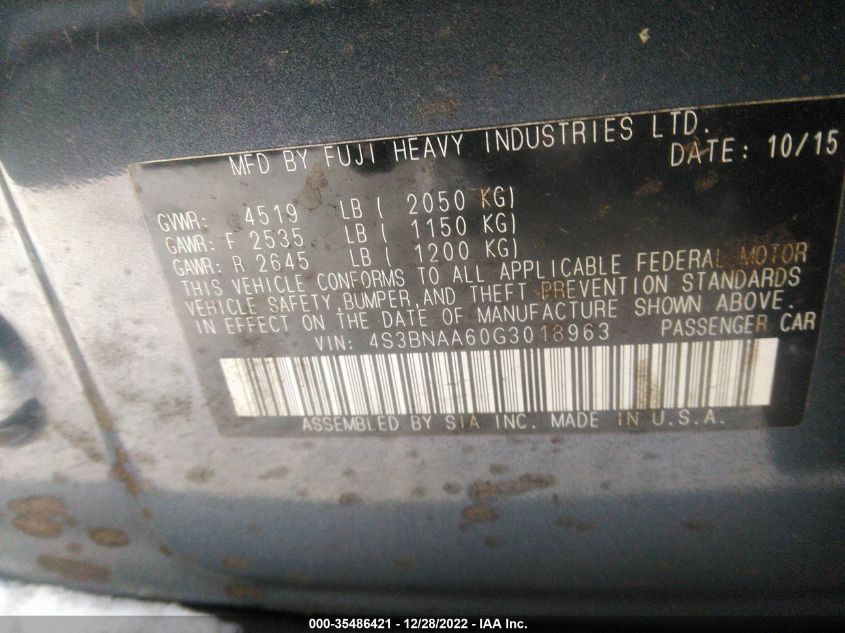 MFD BY FUJI HEAVY INDUSTRIES LTD.
DATE: 10/15
GVWR: 4519 LB ( 2050 KG)
GAWR: F 2535 LB ( 1150 KG)
GAWR: R 2645 LB ( 1200 KG)
THIS VEHICLE CONFORMS TO ALL APPLICABLE FEDERAL MOTOR
VEHICLE SAFETY BUMPER, AND THEFT PREVENTION STANDARDS
IN EFFECT ON THE DATE OF MANUFACTURE SHOWN ABOVE.
VIN: 4S3BNAA60G3018963 PASSENGER CAR
ASSEMBLED BY SIA INC. MADE IN U.S.A.
000-35486421 - 12/28/2022 - IAA Inc.